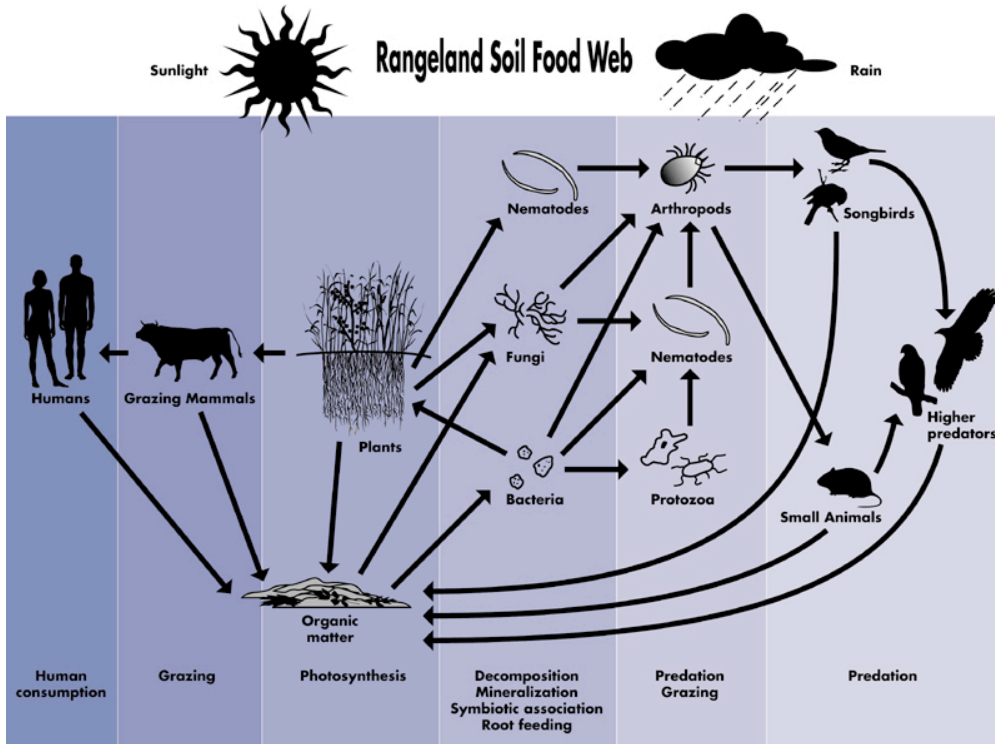 Rangeland Soil Food Web
Sunlight
Rain
Nematodes
Arthropods
Songbirds
Fungi
Nematodes
Humans
Grazing Mammals
Plants
Higher
predators
Bacteria
Protozoa
Small Animals
Organic
matter
Human
consumption
Grazing
Photosynthesis
Decomposition
Mineralization
Symbiotic association
Root feeding
Predation
Grazing
Predation